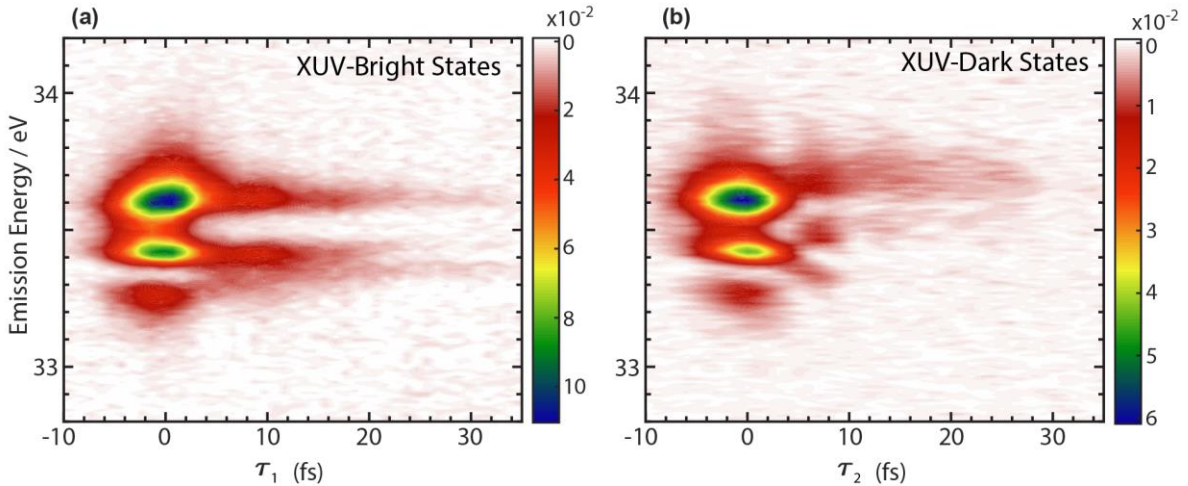 (a)
x10⁻²
XUV-Bright States
Emission Energy / eV
34
33
-10 0 10 20 30
τ₁ (fs)
0
2
4
6
8
10
(b)
x10⁻²
XUV-Dark States
34
33
-10 0 10 20 30
τ₂ (fs)
0
1
2
3
4
5
6